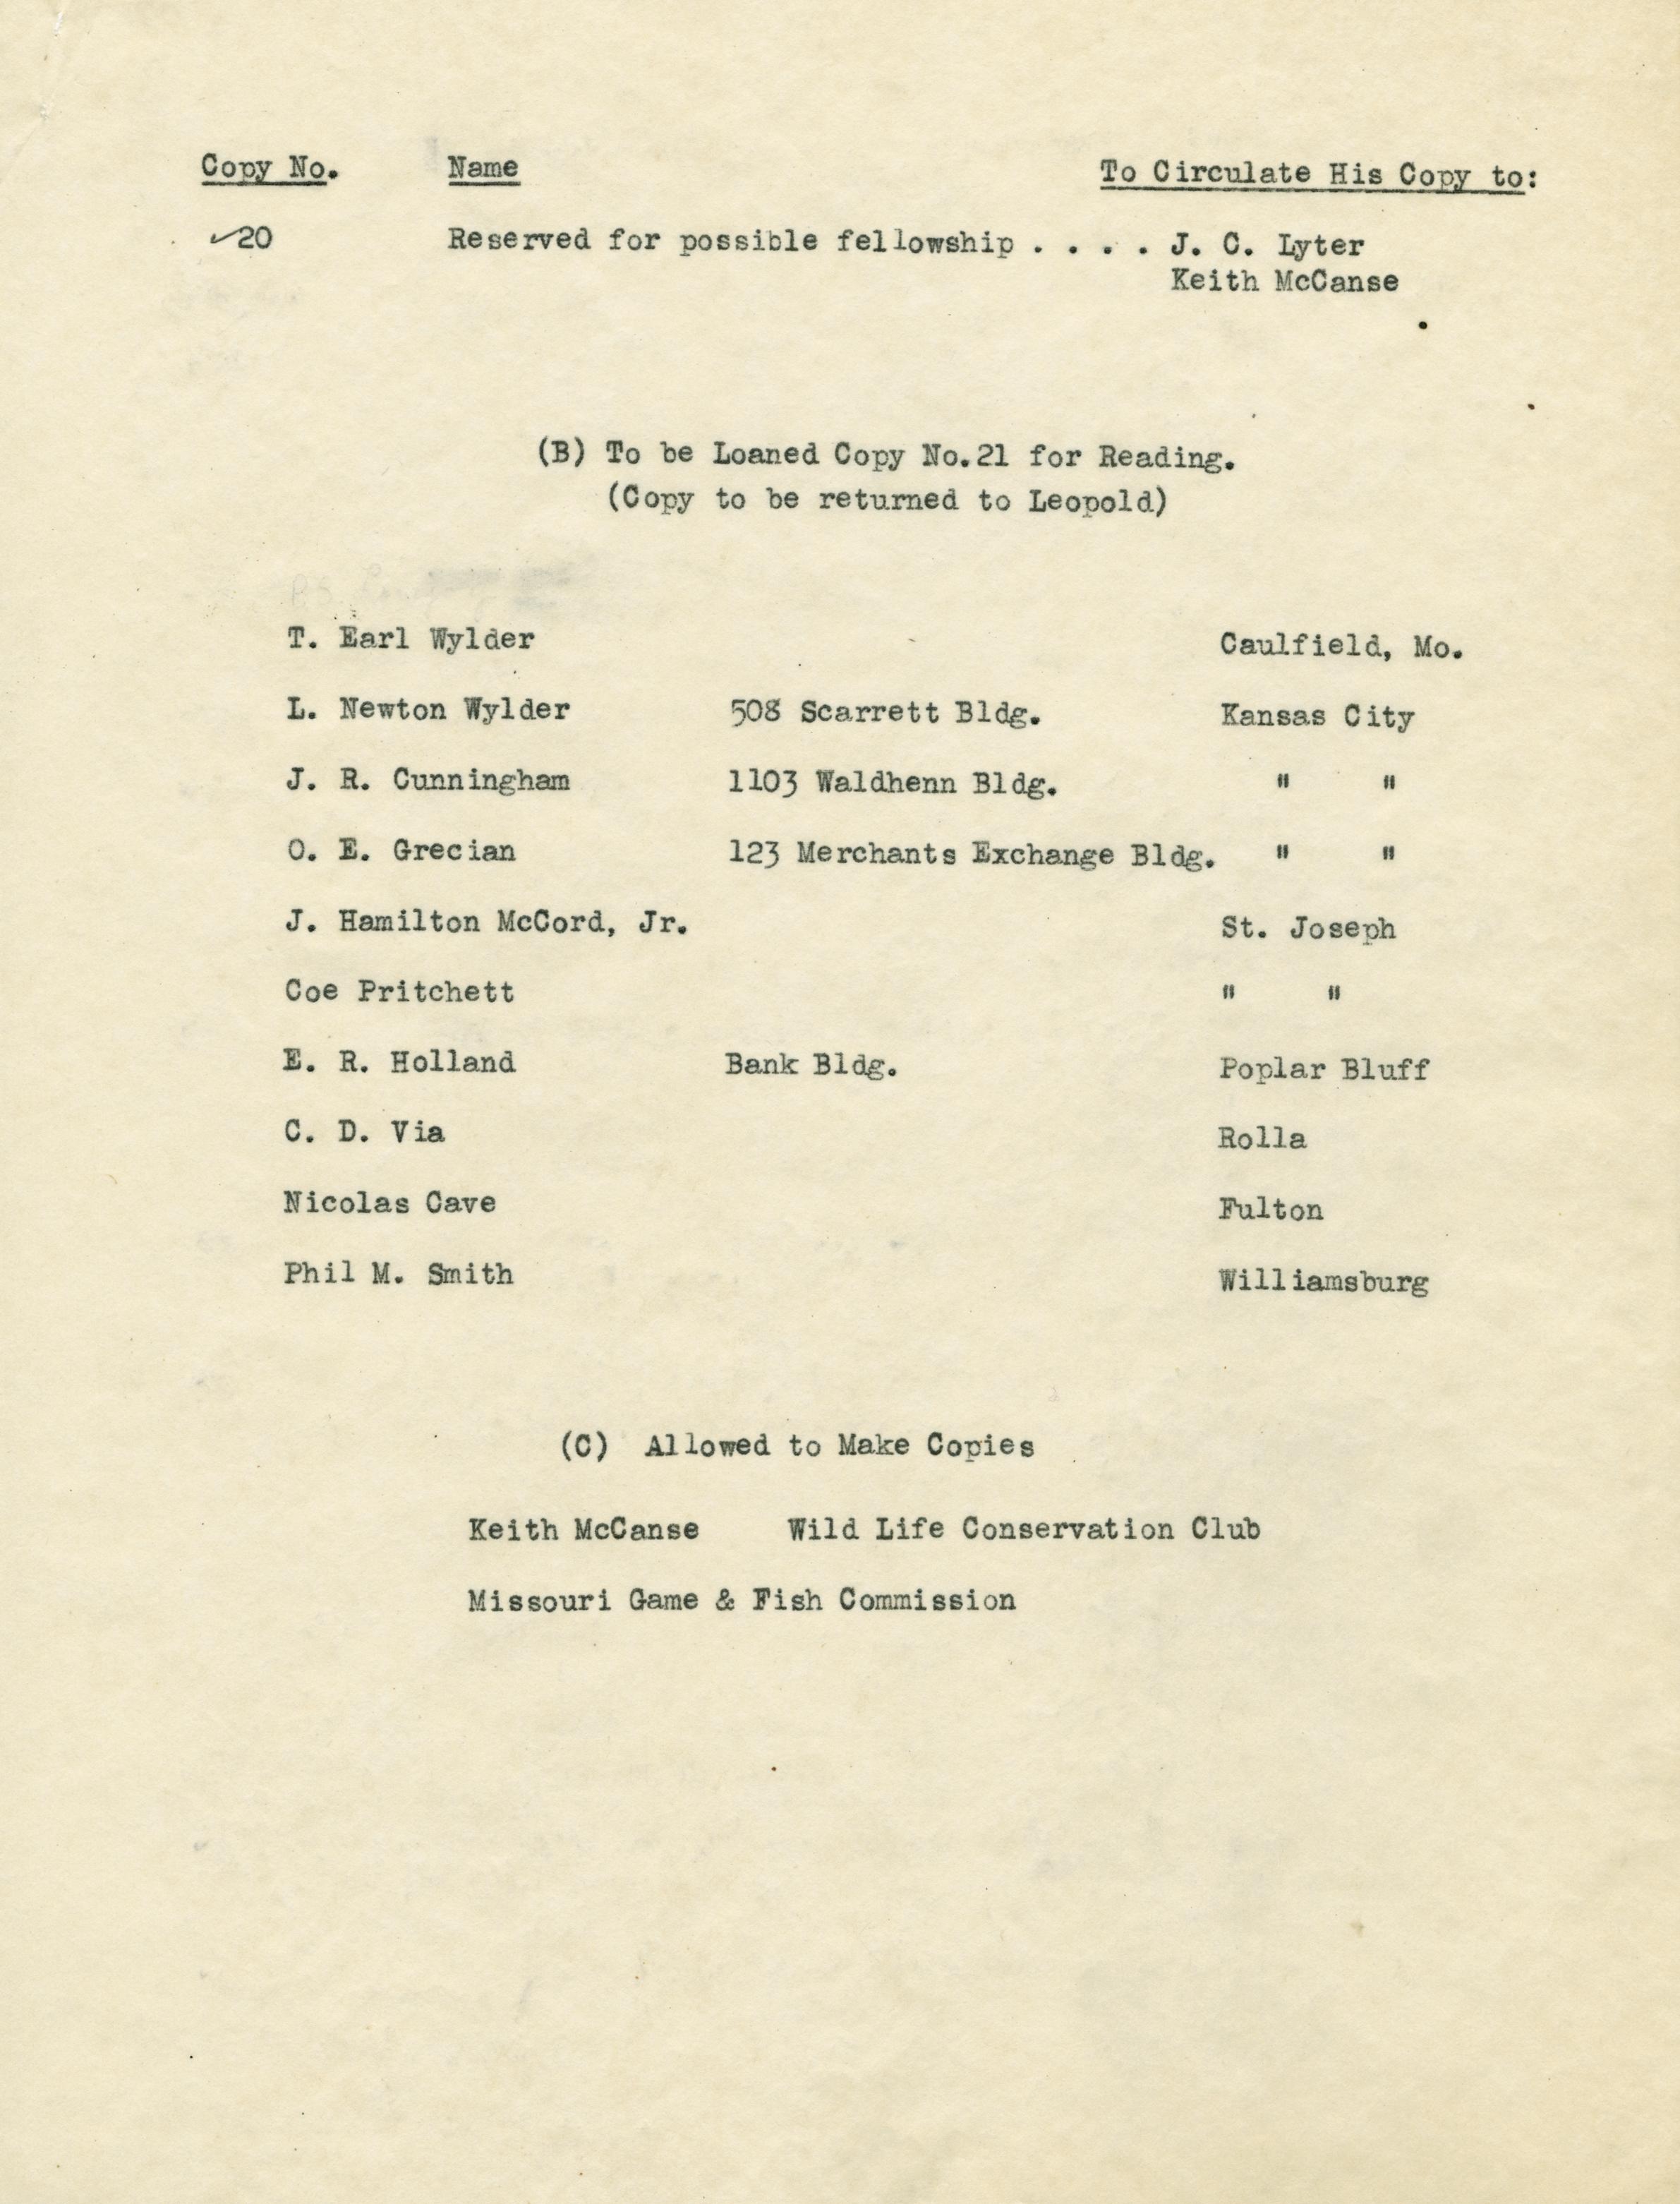 Copy No. Name To Circulate His Copy to:
✓20 Reserved for possible fellowship . . . . J. C. Lyter
Keith McCanse
(B) To be Loaned Copy No.21 for Reading.
(Copy to be returned to Leopold)
T. Earl Wylder Caulfield, Mo.
L. Newton Wylder 508 Scarrett Bldg. Kansas City
J. R. Cunningham 1103 Waldhenn Bldg. " "
O. E. Grecian 123 Merchants Exchange Bldg. " "
J. Hamilton McCord, Jr. St. Joseph
Coe Pritchett " "
E. R. Holland Bank Bldg. Poplar Bluff
C. D. Via Rolla
Nicolas Cave Fulton
Phil M. Smith Williamsburg
(C) Allowed to Make Copies
Keith McCanse Wild Life Conservation Club
Missouri Game & Fish Commission